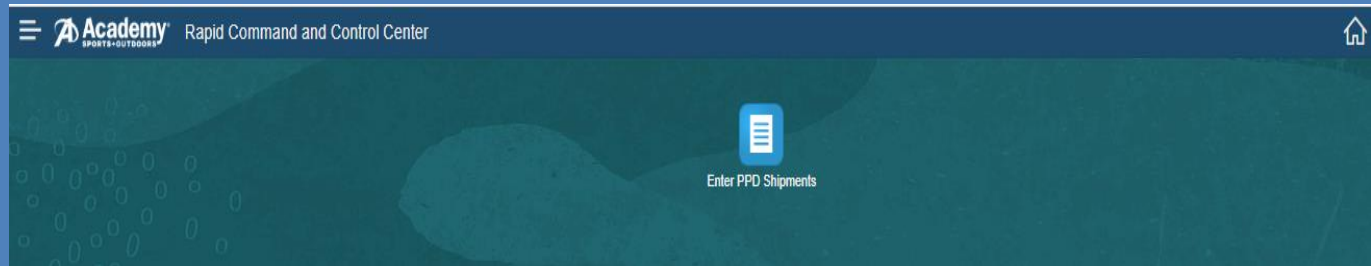 Academy Rapid Command and Control Center
SPORTS+OUTDOORS
Enter PPD Shipments